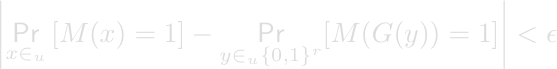 |Pr_{x∈_u} [M(x) = 1] − Pr_{y∈_u{0,1}^r} [M(G(y)) = 1]| < ϵ